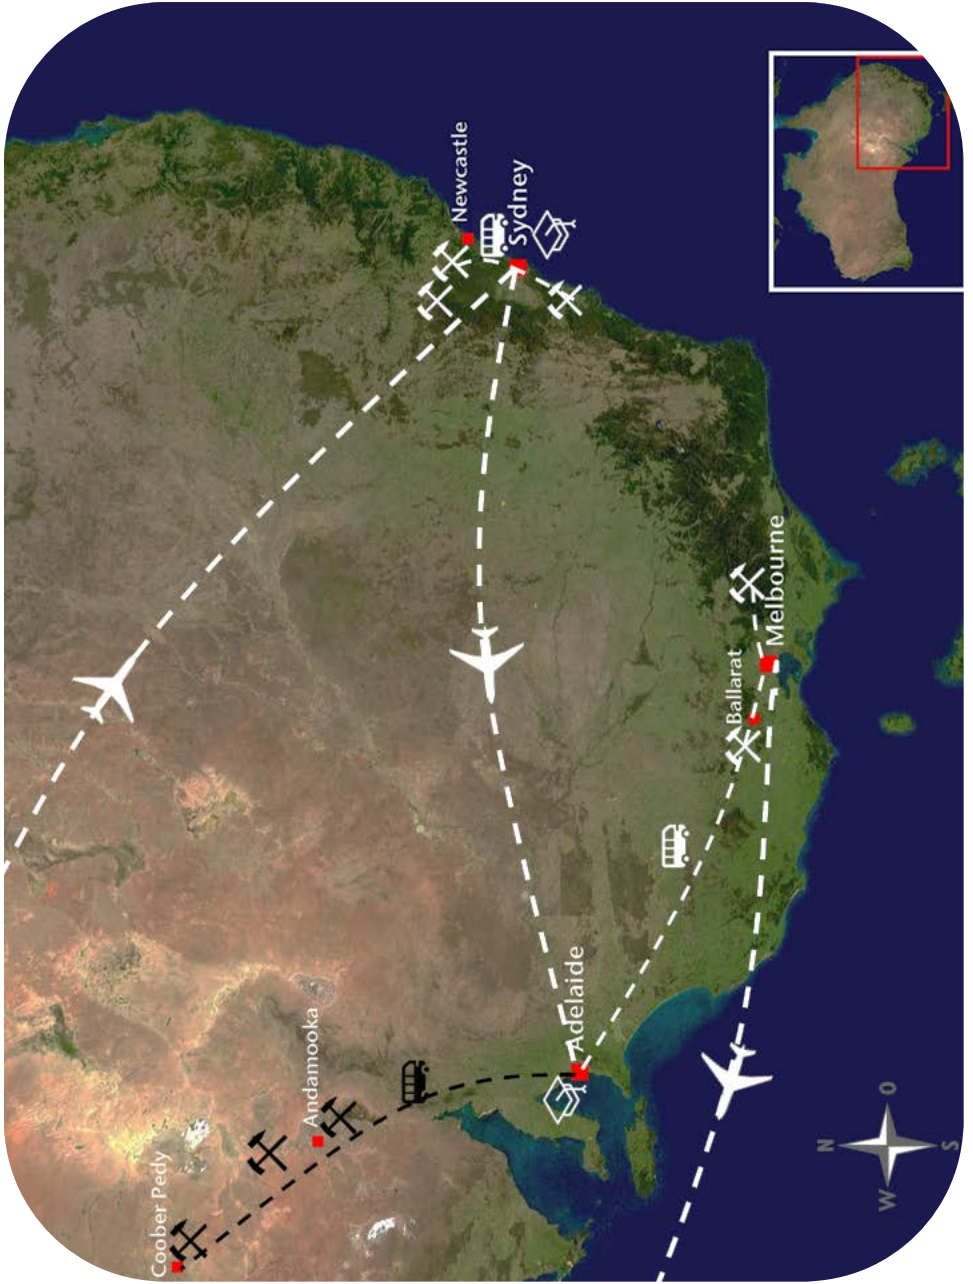 Newcastle
Sydney
Melbourne
Ballarat
Adelaide
Andamooka
Coober Pedy
N
O
S
W